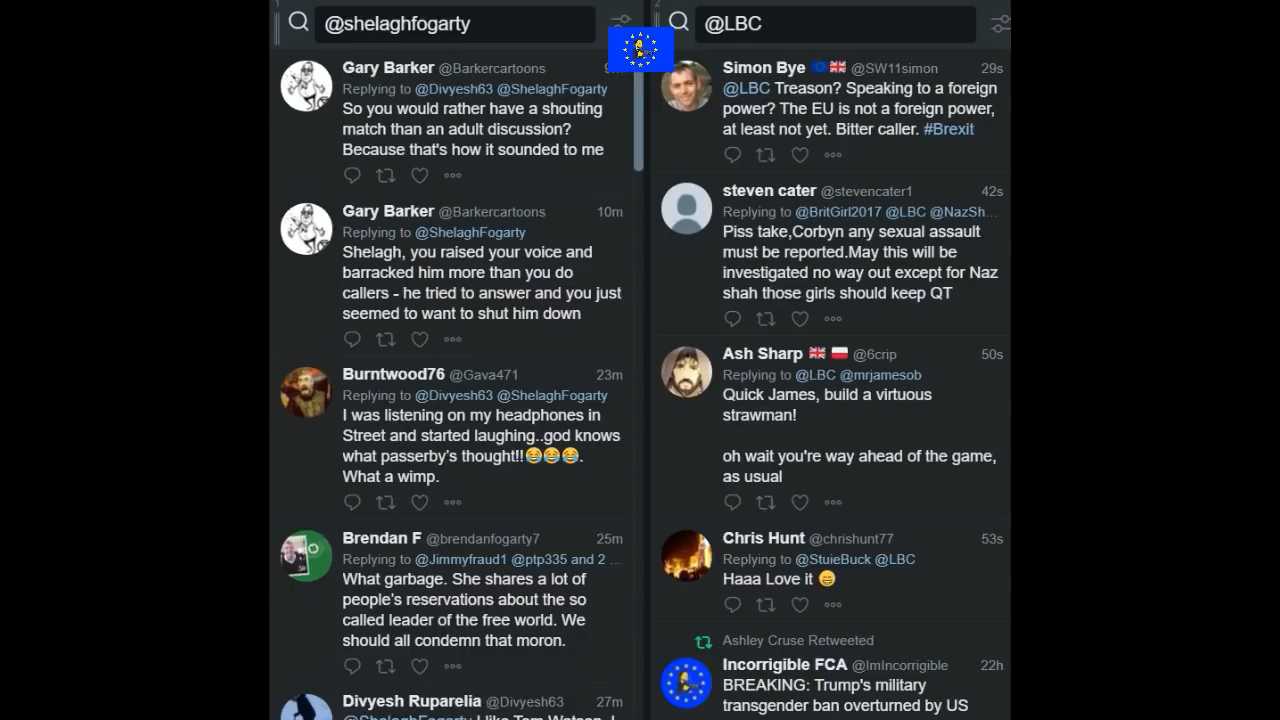 @shelaghfogarty
Gary Barker @Barkercartoons
Replying to @Divyesh63 @ShelaghFogarty
So you would rather have a shouting
match than an adult discussion?
Because that's how it sounded to me
Gary Barker @Barkercartoons 10m
Replying to @ShelaghFogarty
Shelagh, you raised your voice and
barracked him more than you do
callers - he tried to answer and you just
seemed to want to shut him down
Burntwood76 @Gava471 23m
Replying to @Divyesh63 @ShelaghFogarty
I was listening on my headphones in
Street and started laughing..god knows
what passerby's thought!!😂😂😂.
What a wimp.
Brendan F @brendanfogarty7 25m
Replying to @Jimmyfraud1 @ptp335 and 2 ...
What garbage. She shares a lot of
people's reservations about the so
called leader of the free world. We
should all condemn that moron.
Divyesh Ruparelia @Divyesh63 27m
@ShelaghFogarty I like Tom Watson. I
@LBC
Simon Bye 🇪🇺🇬🇧 @SW11simon 29s
@LBC Treason? Speaking to a foreign
power? The EU is not a foreign power,
at least not yet. Bitter caller. #Brexit
steven cater @stevencater1 42s
Replying to @BritGirl2017 @LBC @NazSh...
Piss take,Corbyn any sexual assault
must be reported.May this will be
investigated no way out except for Naz
shah those girls should keep QT
Ash Sharp 🇬🇧 🇵🇱 @6crip 50s
Replying to @LBC @mrjamesob
Quick James, build a virtuous
strawman!
oh wait you're way ahead of the game,
as usual
Chris Hunt @chrishunt77 53s
Replying to @StuieBuck @LBC
Haaa Love it 😄
Ashley Cruse Retweeted
Incorrigible FCA @ImIncorrigible 22h
BREAKING: Trump's military
transgender ban overturned by US